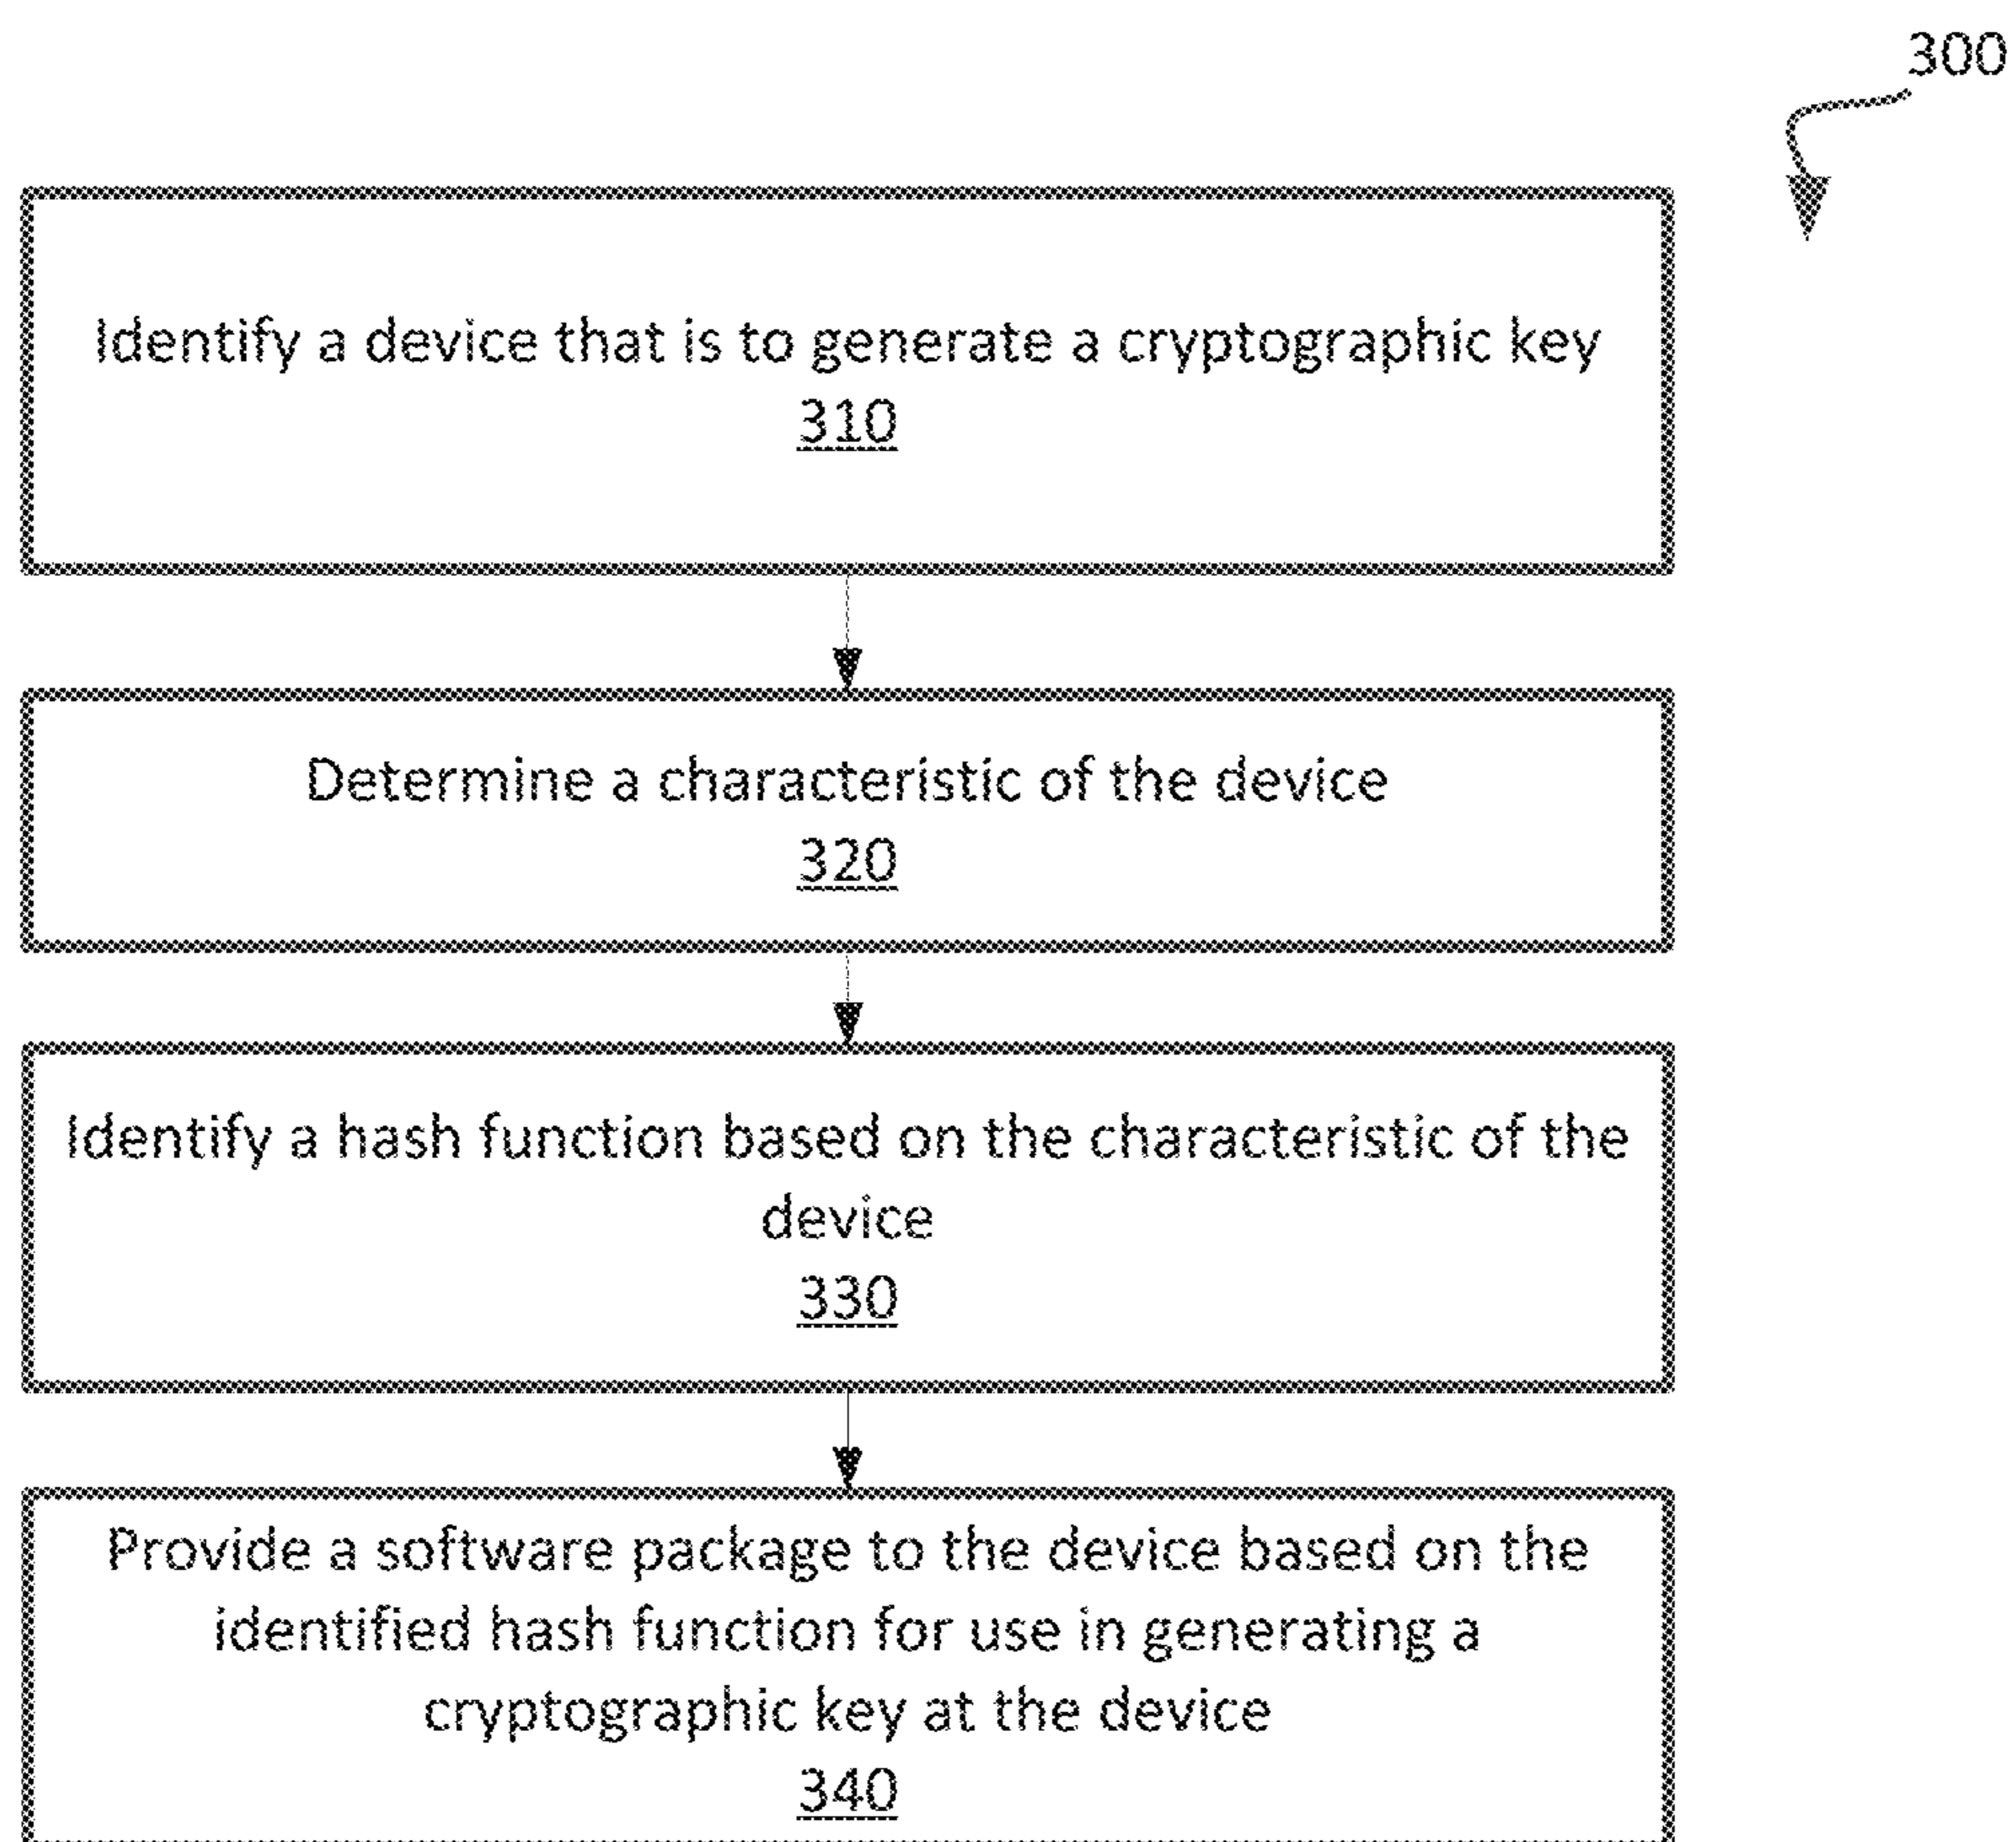 300
Identify a device that is to generate a cryptographic key
310
Determine a characteristic of the device
320
Identify a hash function based on the characteristic of the
device
330
Provide a software package to the device based on the
identified hash function for use in generating a
cryptographic key at the device
340